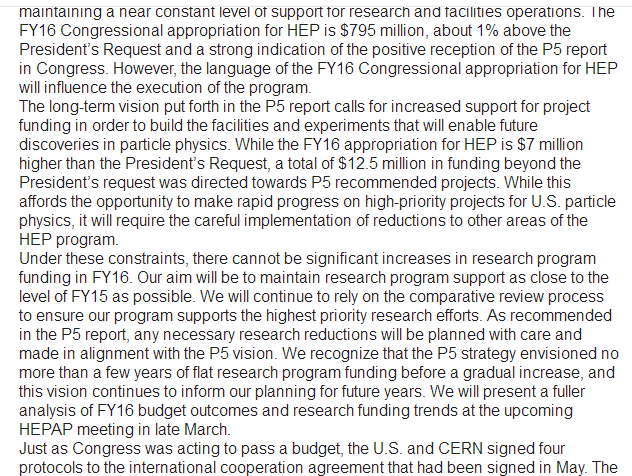 maintaining a near constant level of support for research and facilities operations. The
FY16 Congressional appropriation for HEP is $795 million, about 1% above the
President’s Request and a strong indication of the positive reception of the P5 report
in Congress. However, the language of the FY16 Congressional appropriation for HEP
will influence the execution of the program.
The long-term vision put forth in the P5 report calls for increased support for project
funding in order to build the facilities and experiments that will enable future
discoveries in particle physics. While the FY16 appropriation for HEP is $7 million
higher than the President’s Request, a total of $12.5 million in funding beyond the
President’s request was directed towards P5 recommended projects. While this
affords the opportunity to make rapid progress on high-priority projects for U.S. particle
physics, it will require the careful implementation of reductions to other areas of the
HEP program.
Under these constraints, there cannot be significant increases in research program
funding in FY16. Our aim will be to maintain research program support as close to the
level of FY15 as possible. We will continue to rely on the comparative review process
to ensure our program supports the highest priority research efforts. As recommended
in the P5 report, any necessary research reductions will be planned with care and
made in alignment with the P5 vision. We recognize that the P5 strategy envisioned no
more than a few years of flat research program funding before a gradual increase, and
this vision continues to inform our planning for future years. We will present a fuller
analysis of FY16 budget outcomes and research funding trends at the upcoming
HEPAP meeting in late March.
Just as Congress was acting to pass a budget, the U.S. and CERN signed four
protocols to the international cooperation agreement that had been signed in May. The